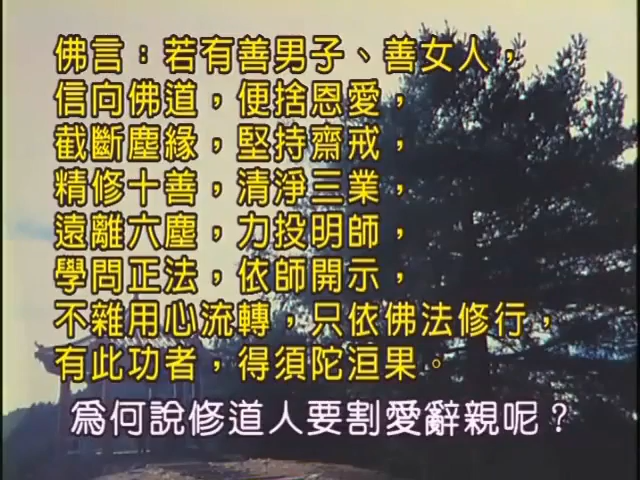 佛言：若有善男子、善女人，
信向佛道，便捨恩愛，
截斷塵緣，堅持齋戒，
精修十善，清淨三業，
遠離六塵，力投明師，
學問正法，依師開示，
不雜用心流轉，只依佛法修行，
有此功者，得須陀洹果。
為何說修道人要割愛辭親呢？